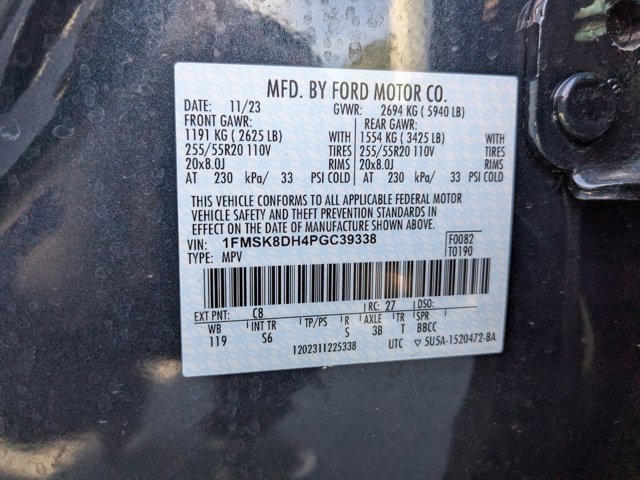 MFD. BY FORD MOTOR CO.
DATE: 11/23 GVWR: 2694 KG ( 5940 LB)
FRONT GAWR: REAR GAWR:
1191 KG ( 2625 LB) WITH 1554 KG ( 3425 LB) WITH
255/55R20 110V TIRES 255/55R20 110V TIRES
20x8.0J RIMS 20x8.0J RIMS
AT 230 kPa/ 33 PSI COLD AT 230 kPa/ 33 PSI COLD
THIS VEHICLE CONFORMS TO ALL APPLICABLE FEDERAL MOTOR
VEHICLE SAFETY AND THEFT PREVENTION STANDARDS IN
EFFECT ON THE DATE OF MANUFACTURE SHOWN ABOVE.
VIN: 1FMSK8DH4PGC39338 F0082
TYPE: MPV T0190
EXT PNT: C8 RC: 27 DSO:
WB INT TR TP/PS R AXLE TR SPR
119 S6 S 3B T BBCC
1202311225338 UTC ▽ 5U5A-1520472-BA